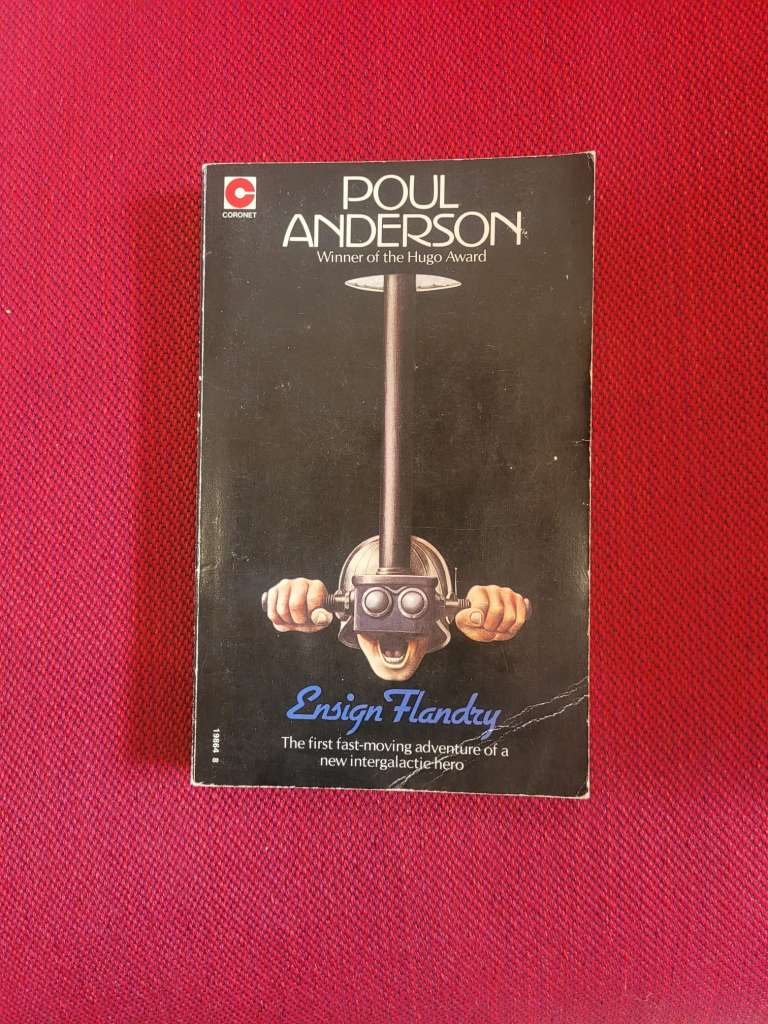 CORONET
POUL
ANDERSON
Winner of the Hugo Award
Ensign Flandry
The first fast-moving adventure of a
new intergalactic hero
19864 8